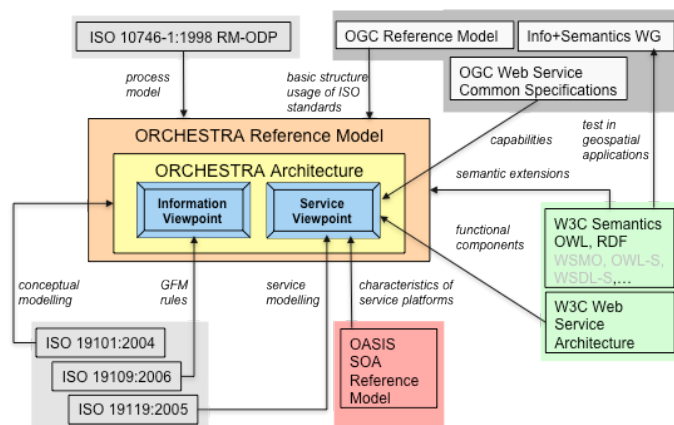 ISO 10746-1:1998 RM-ODP
OGC Reference Model
Info+Semantics WG
OGC Web Service
Common Specifications
process
model
basic structure
usage of ISO
standards
ORCHESTRA Reference Model
capabilities
test in
geospatial
applications
ORCHESTRA Architecture
semantic extensions
Information
Viewpoint
Service
Viewpoint
functional
components
W3C Semantics
OWL, RDF
WSMO, OWL-S,
WSDL-S,...
conceptual
modelling
GFM
rules
service
modelling
characteristics of
service platforms
W3C Web
Service
Architecture
ISO 19101:2004
ISO 19109:2006
ISO 19119:2005
OASIS
SOA
Reference
Model